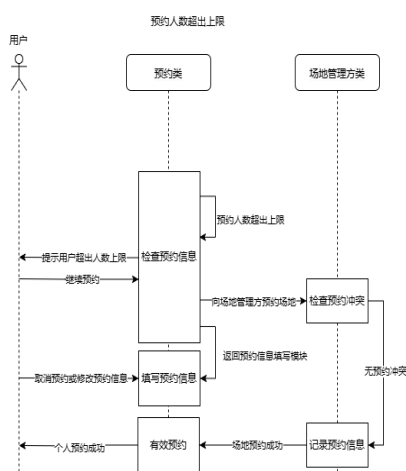 预约人数超出上限
用户
预约类
场地管理方类
预约人数超出上限
提示用户超出人数上限
检查预约信息
继续预约
向场地管理方预约场地
检查预约冲突
返回预约信息填写模块
无预约冲突
取消预约或修改预约信息
填写预约信息
个人预约成功
有效预约
场地预约成功
记录预约信息